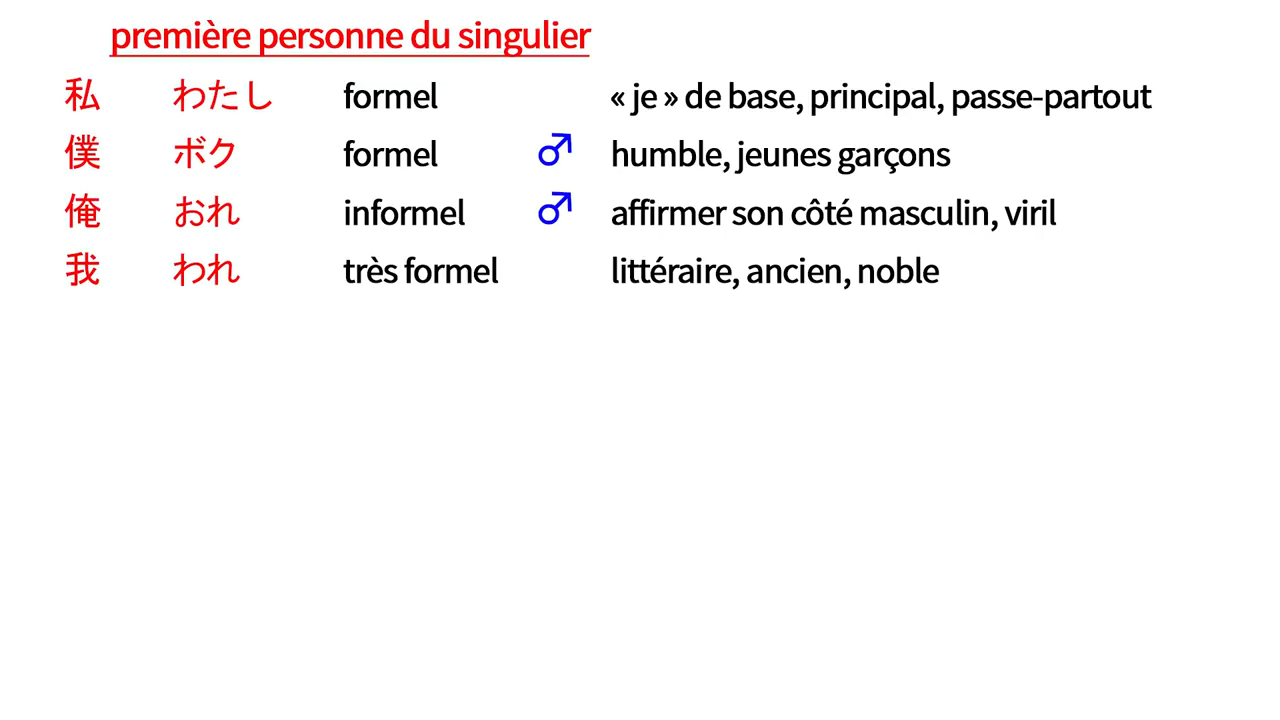 première personne du singulier
私 わたし formel « je » de base, principal, passe-partout
僕 ボク formel ♂ humble, jeunes garçons
俺 おれ informel ♂ affirmer son côté masculin, viril
我 われ très formel littéraire, ancien, noble